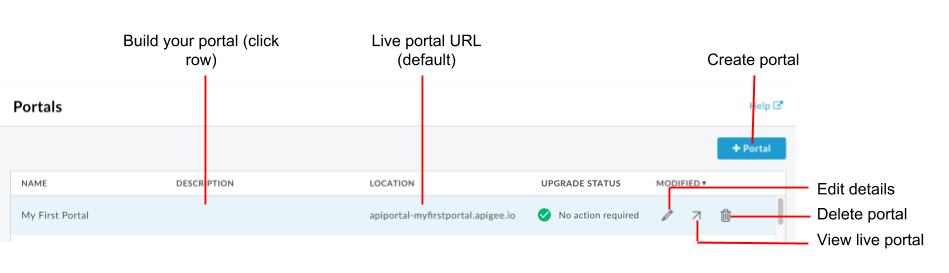 Build your portal (click
row)
Live portal URL
(default)
Create portal
Portals
Help
+ Portal
NAME DESCRIPTION LOCATION UPGRADE STATUS MODIFIED ▾
My First Portal apiportal-myfirstportal.apigee.io No action required
Edit details
Delete portal
View live portal